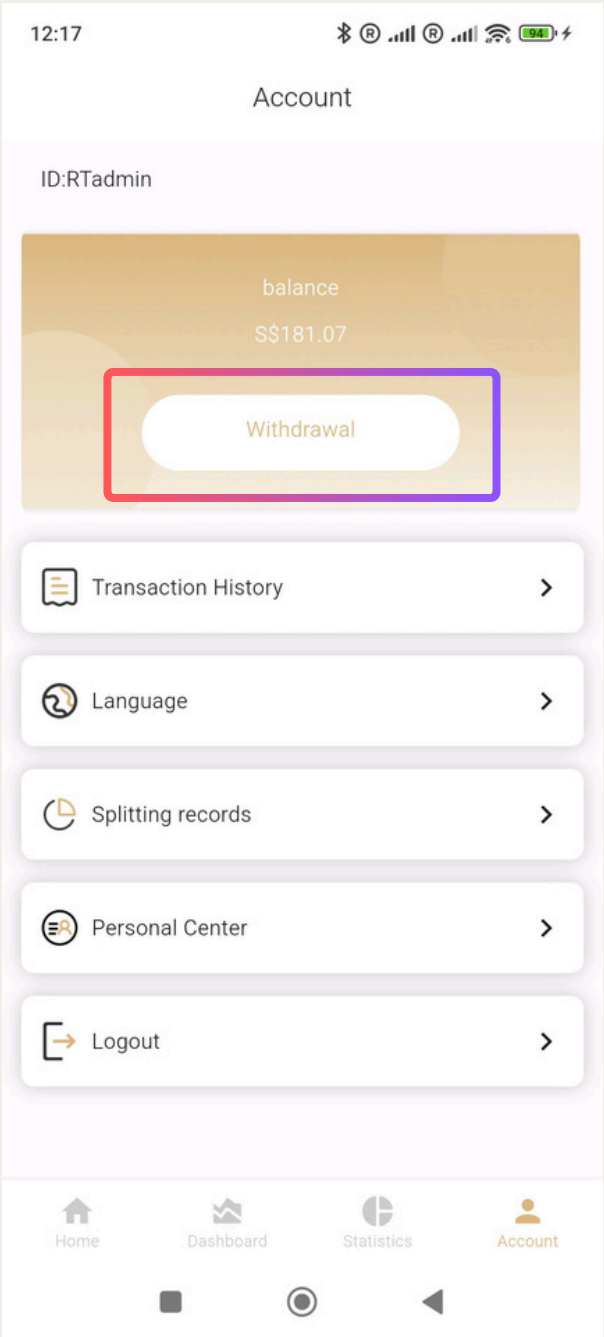 12:17
94
Account
ID:RTadmin
balance
S$181.07
Withdrawal
Transaction History
Language
Splitting records
Personal Center
Logout
Home Dashboard Statistics Account